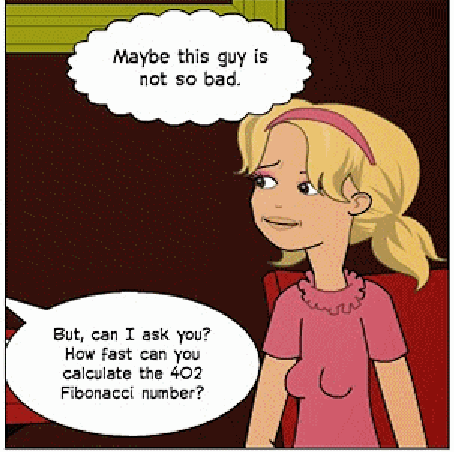 Maybe this guy is
not so bad.
But, can I ask you?
How fast can you
calculate the 402
Fibonacci number?